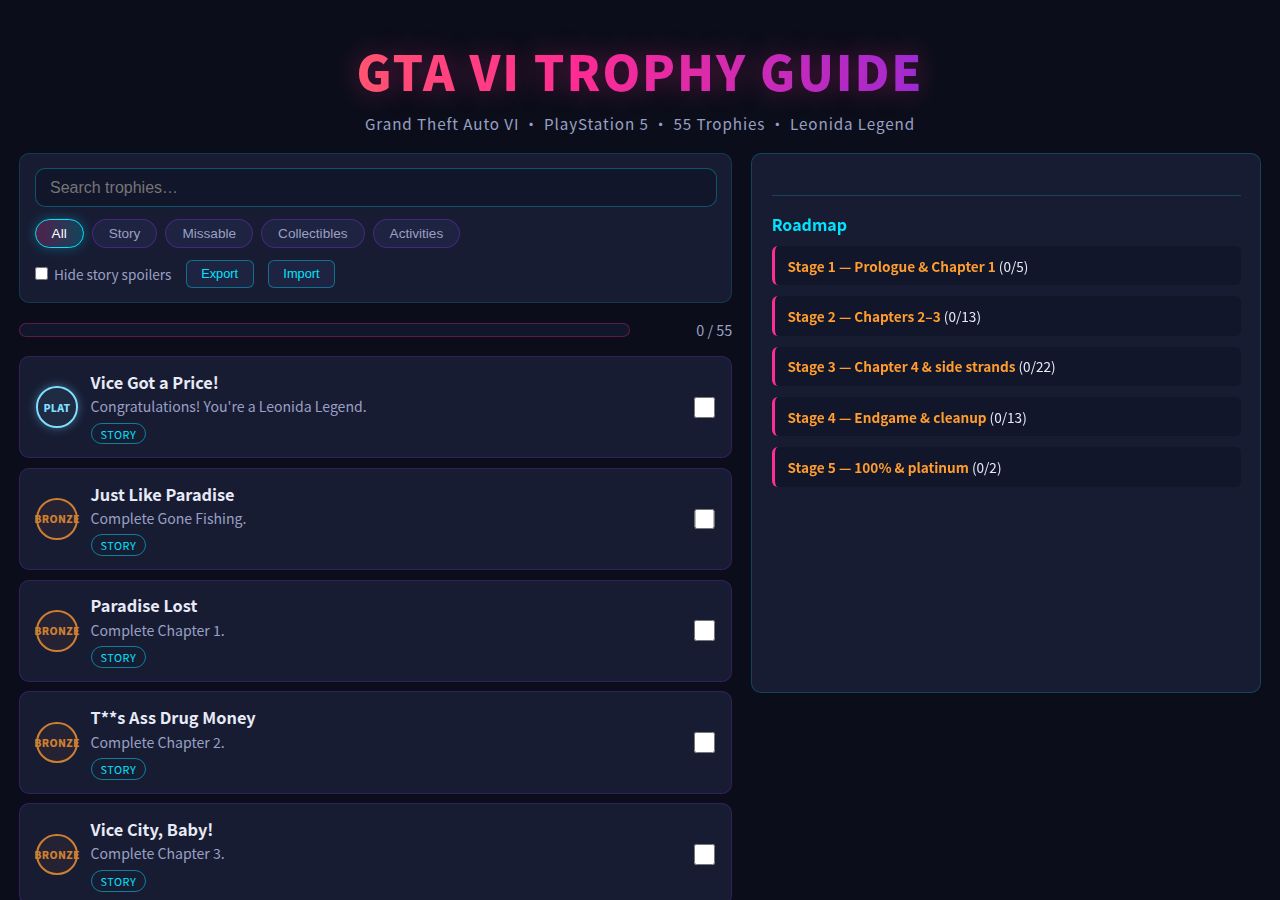 GTA VI TROPHY GUIDE
Grand Theft Auto VI • PlayStation 5 • 55 Trophies • Leonida Legend
Search trophies…
All Story Missable Collectibles Activities
Hide story spoilers Export Import
0 / 55
PLAT
Vice Got a Price!
Congratulations! You're a Leonida Legend.
STORY
BRONZE
Just Like Paradise
Complete Gone Fishing.
STORY
BRONZE
Paradise Lost
Complete Chapter 1.
STORY
BRONZE
T**s Ass Drug Money
Complete Chapter 2.
STORY
BRONZE
Vice City, Baby!
Complete Chapter 3.
STORY
Roadmap
Stage 1 — Prologue & Chapter 1 (0/5)
Stage 2 — Chapters 2–3 (0/13)
Stage 3 — Chapter 4 & side strands (0/22)
Stage 4 — Endgame & cleanup (0/13)
Stage 5 — 100% & platinum (0/2)